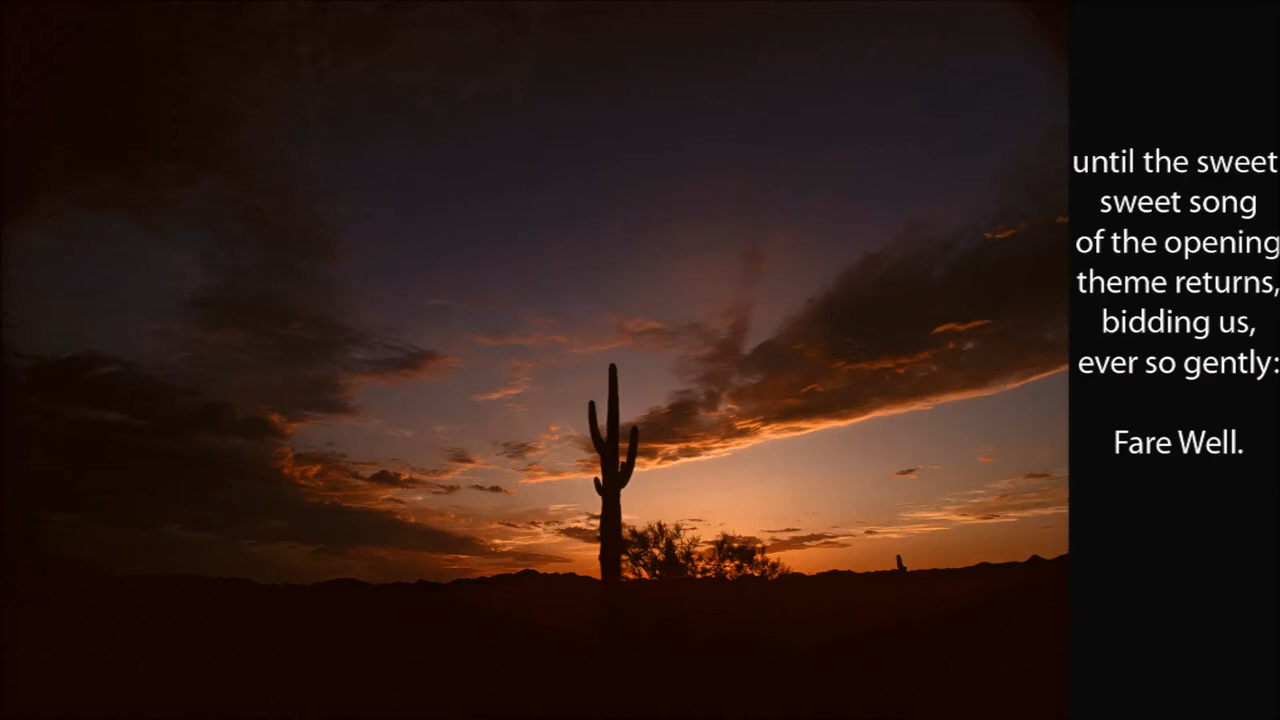 until the sweet
sweet song
of the opening
theme returns,
bidding us,
ever so gently:
Fare Well.